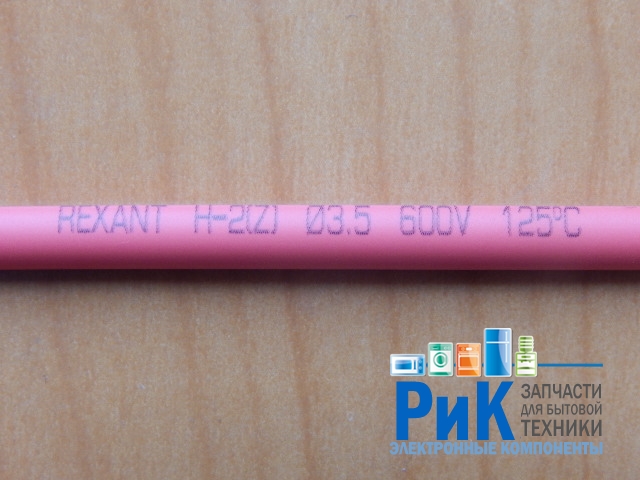 REXANT H-2(Z) Ø3.5 600V 125°C
РиК
ЗАПЧАСТИ
ДЛЯ БЫТОВОЙ
ТЕХНИКИ
ЭЛЕКТРОННЫЕ КОМПОНЕНТЫ